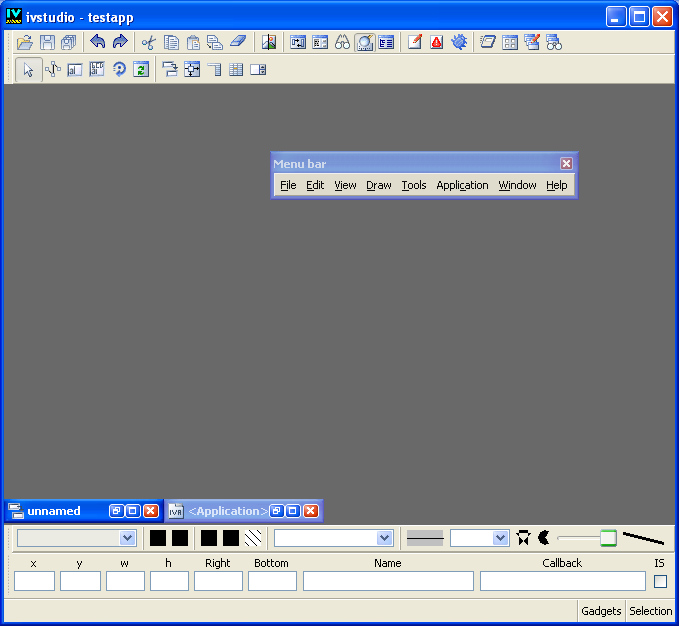 ivstudio - testapp
Menu bar
File Edit View Draw Tools Application Window Help
unnamed
<Application>
x y w h Right Bottom Name Callback IS
Gadgets Selection